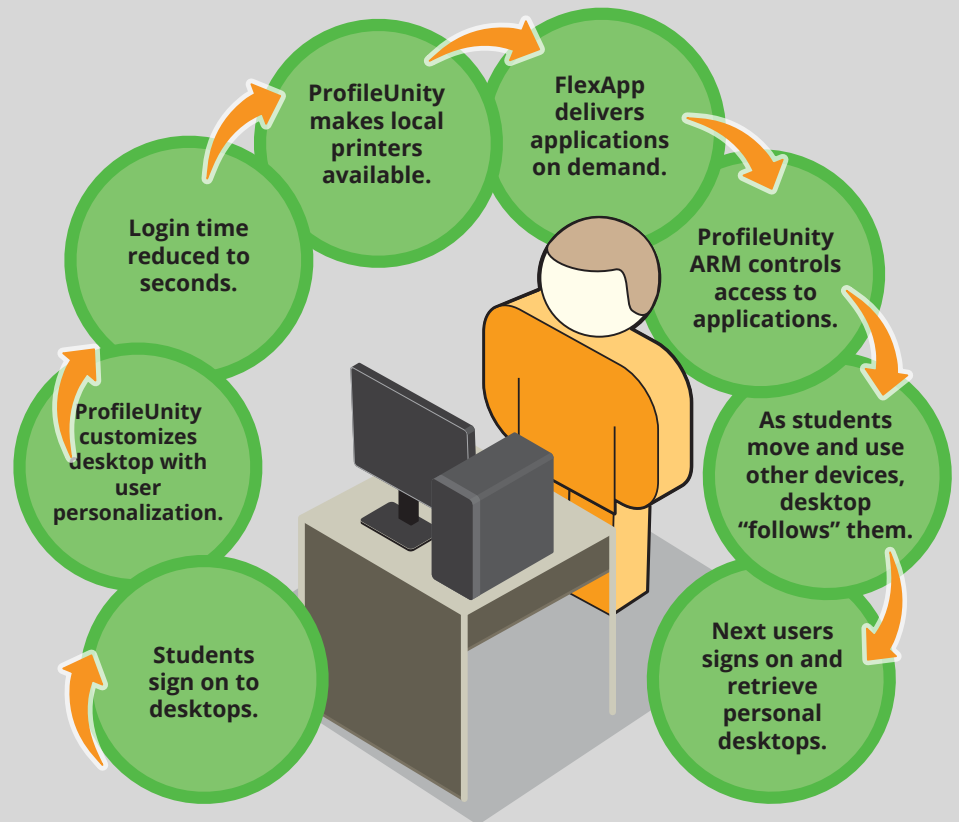 Students
sign on to
desktops.
ProfileUnity
customizes
desktop with
user
personalization.
Login time
reduced to
seconds.
ProfileUnity
makes local
printers
available.
FlexApp
delivers
applications
on demand.
ProfileUnity
ARM controls
access to
applications.
As students
move and use
other devices,
desktop
“follows” them.
Next users
signs on and
retrieve
personal
desktops.